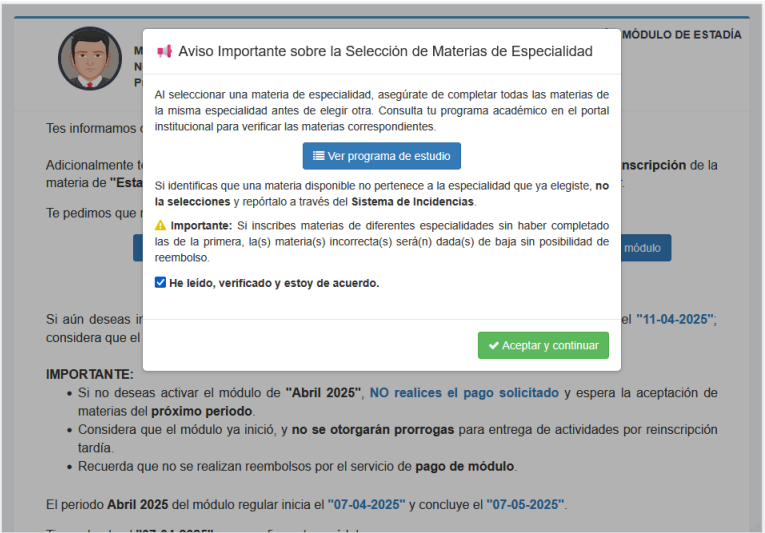 MÓDULO DE ESTADÍA
Aviso Importante sobre la Selección de Materias de Especialidad
Al seleccionar una materia de especialidad, asegúrate de completar todas las materias de
la misma especialidad antes de elegir otra. Consulta tu programa académico en el portal
institucional para verificar las materias correspondientes.
Ver programa de estudio
Si identificas que una materia disponible no pertenece a la especialidad que ya elegiste, no
la selecciones y repórtalo a través del Sistema de Incidencias.
Importante: Si inscribes materias de diferentes especialidades sin haber completado
las de la primera, la(s) materia(s) incorrecta(s) será(n) dada(s) de baja sin posibilidad de
reembolso.
He leído, verificado y estoy de acuerdo.
Aceptar y continuar
Tes informamos
Adicionalmente
nscripción de la
materia de "Esta
Te pedimos que
módulo
Si aún deseas
el "11-04-2025";
considera que el
IMPORTANTE:
Si no deseas activar el módulo de "Abril 2025", NO realices el pago solicitado y espera la aceptación de
materias del próximo periodo.
Considera que el módulo ya inició, y no se otorgarán prorrogas para entrega de actividades por reinscripción
tardía.
Recuerda que no se realizan reembolsos por el servicio de pago de módulo.
El periodo Abril 2025 del módulo regular inicia el "07-04-2025" y concluye el "07-05-2025".